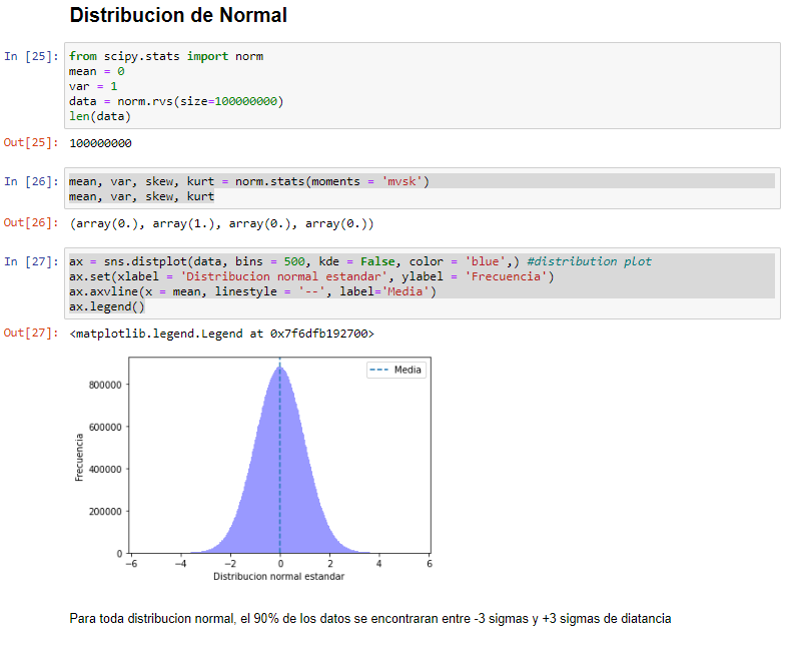 Distribucion de Normal
In [25]: from scipy.stats import norm
mean = 0
var = 1
data = norm.rvs(size=100000000)
len(data)
Out[25]: 100000000
In [26]: mean, var, skew, kurt = norm.stats(moments = 'mvsk')
mean, var, skew, kurt
Out[26]: (array(0.), array(1.), array(0.), array(0.))
In [27]: ax = sns.distplot(data, bins = 500, kde = False, color = 'blue',) #distribution plot
ax.set(xlabel = 'Distribucion normal estandar', ylabel = 'Frecuencia')
ax.axvline(x = mean, linestyle = '--', label='Media')
ax.legend()
Out[27]: <matplotlib.legend.Legend at 0x7f6dfb192700>
Media
800000
600000
400000
200000
0
Frecuencia
−6 −4 −2 0 2 4 6
Distribucion normal estandar
Para toda distribucion normal, el 90% de los datos se encontraran entre -3 sigmas y +3 sigmas de diatancia